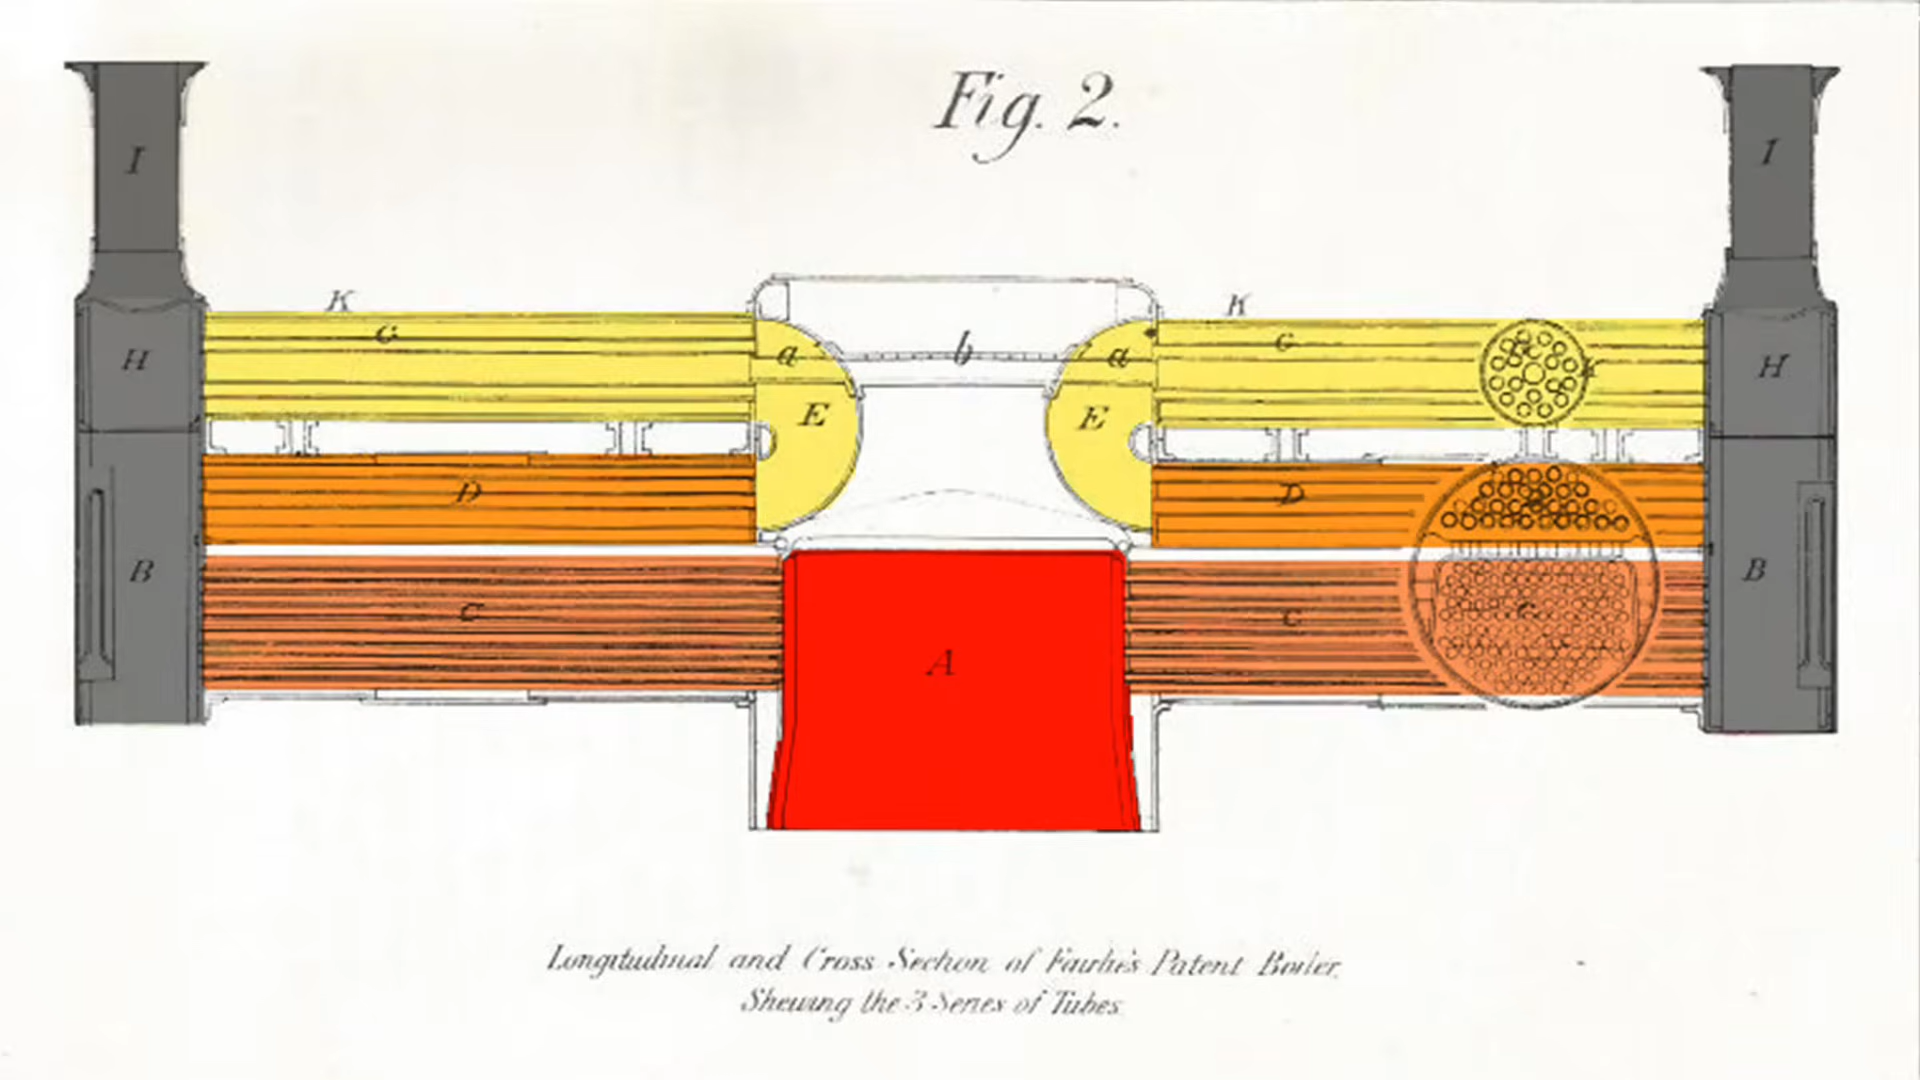 Fig. 2.
I I
K K
G G
H a b a H
E E
D D
B B
C C C
A
Longitudinal and Cross Section of Fairlie's Patent Boiler.
Shewing the 3 Series of Tubes.